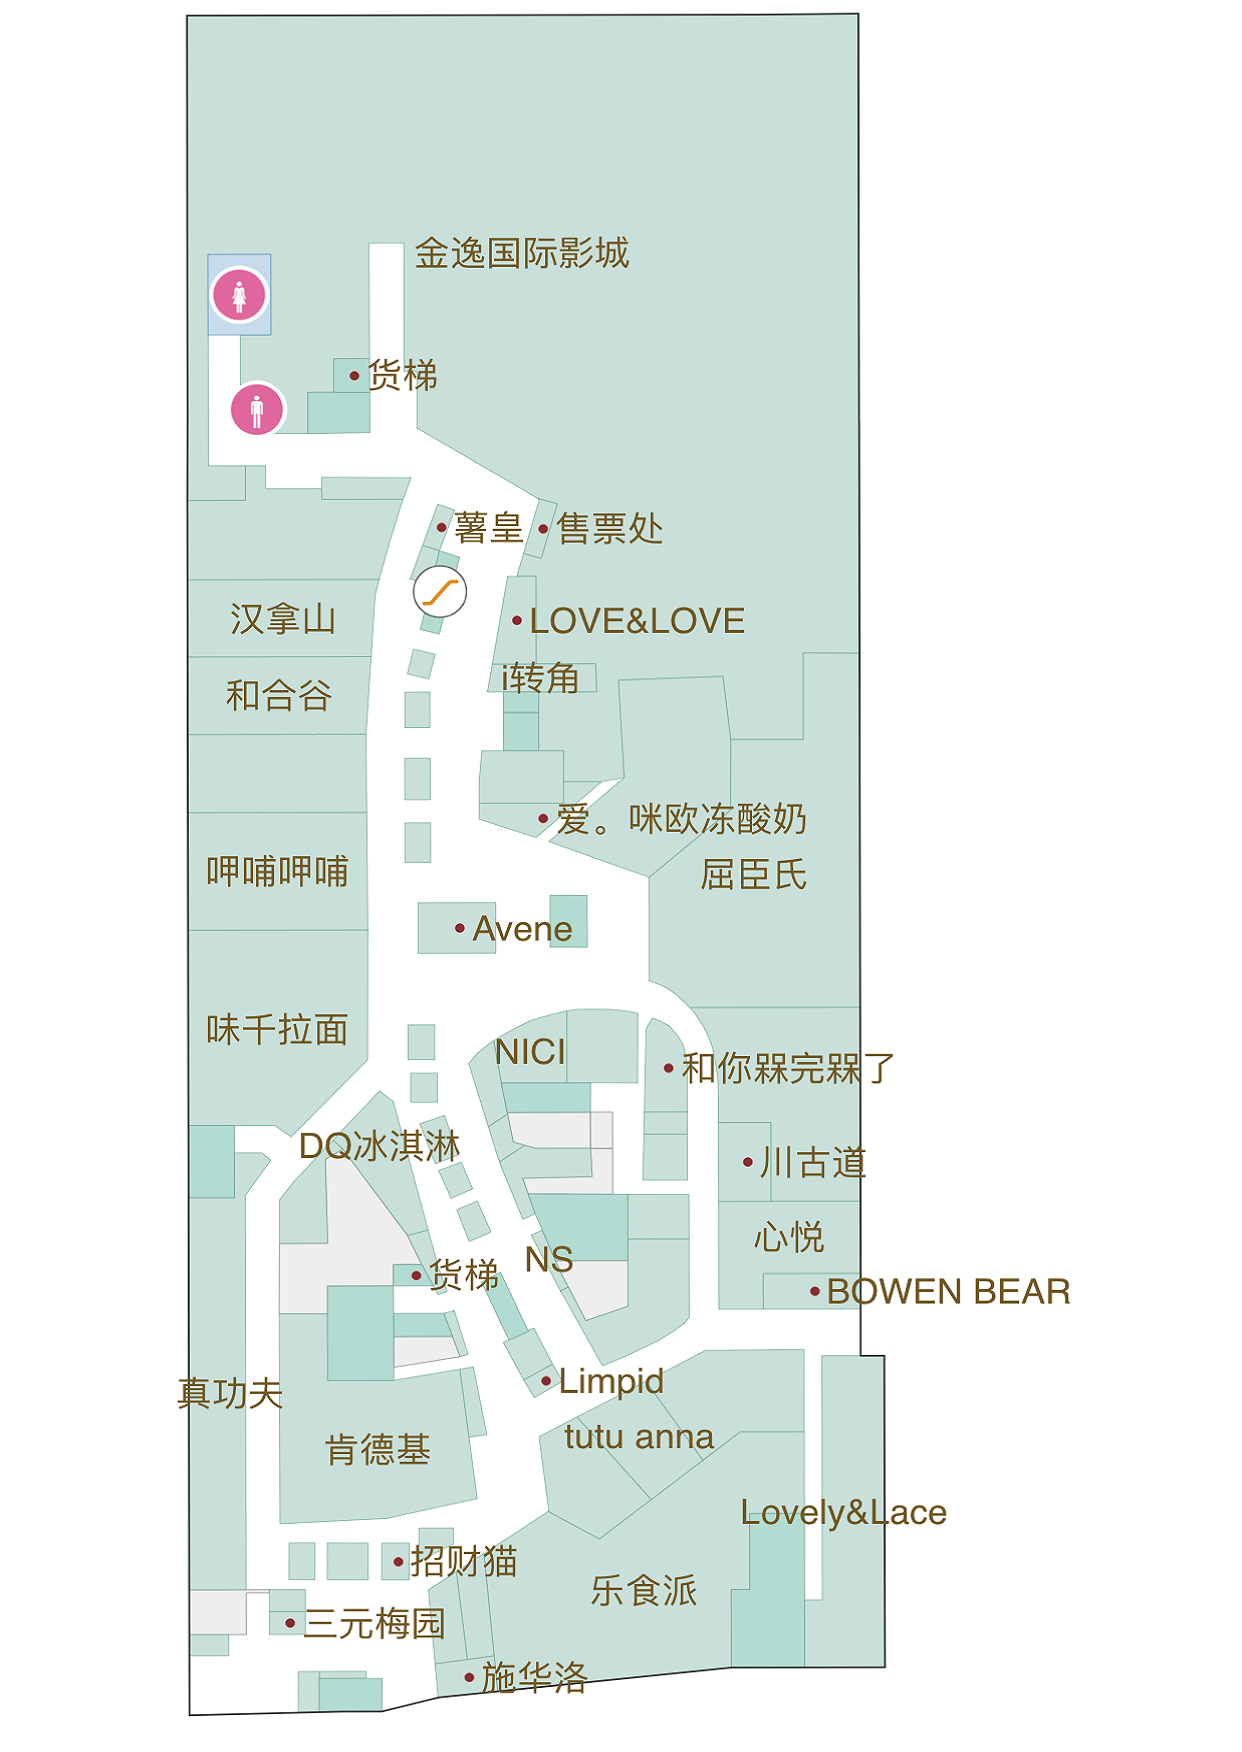 金逸国际影城
货梯
薯皇
售票处
汉拿山
LOVE&LOVE
i转角
和合谷
爱。咪欧冻酸奶
呷哺呷哺
屈臣氏
Avene
味千拉面
NICI
和你槑完槑了
DQ冰淇淋
川古道
心悦
NS
货梯
BOWEN BEAR
真功夫
Limpid
肯德基
tutu anna
Lovely&Lace
招财猫
乐食派
三元梅园
施华洛